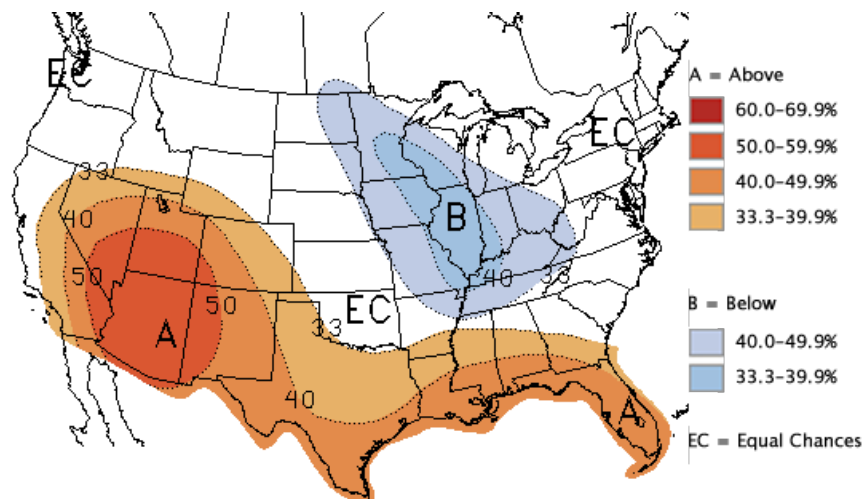 EC
A = Above
60.0-69.9%
50.0-59.9%
40.0-49.9%
33.3-39.9%
EC
33
40
B
50
40
33
50
EC
33
A
40
A
B = Below
40.0-49.9%
33.3-39.9%
EC = Equal Chances